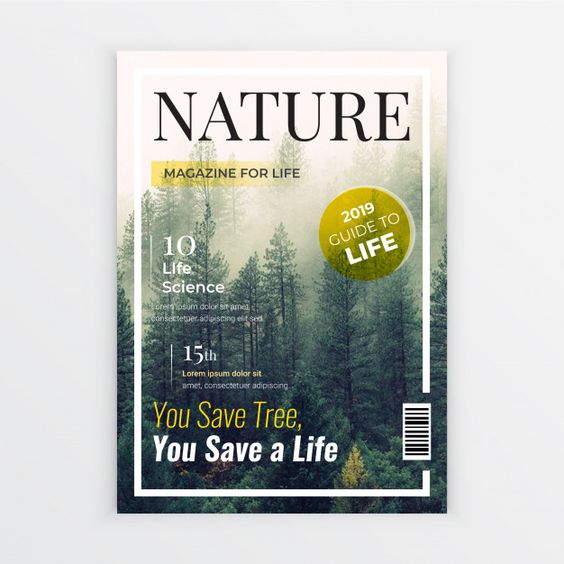 NATURE
MAGAZINE FOR LIFE
2019
GUIDE TO
LIFE
10
Life
Science
Lorem ipsum dolor sit amet,
consectetuer adipiscing elit sed
15th
Lorem ipsum dolor sit
amet, consectetuer adipiscing
You Save Tree,
You Save a Life